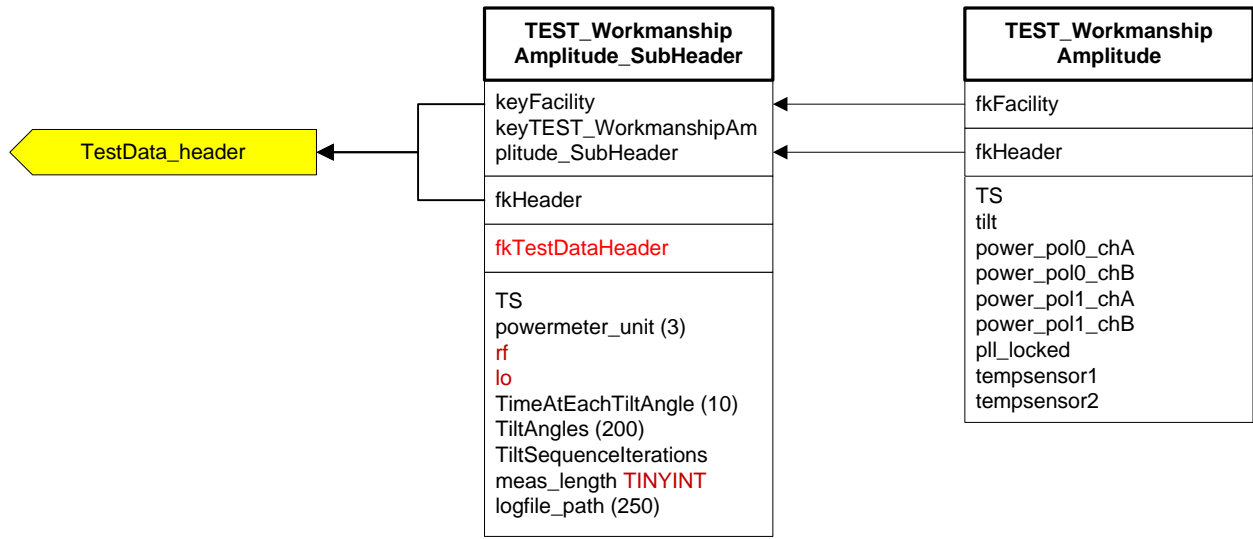 TestData_header
TEST_Workmanship
Amplitude_SubHeader
keyFacility
keyTEST_WorkmanshipAm
plitude_SubHeader
fkHeader
fkTestDataHeader
TS
powermeter_unit (3)
rf
lo
TimeAtEachTiltAngle (10)
TiltAngles (200)
TiltSequenceIterations
meas_length TINYINT
logfile_path (250)
TEST_Workmanship
Amplitude
fkFacility
fkHeader
TS
tilt
power_pol0_chA
power_pol0_chB
power_pol1_chA
power_pol1_chB
pll_locked
tempsensor1
tempsensor2